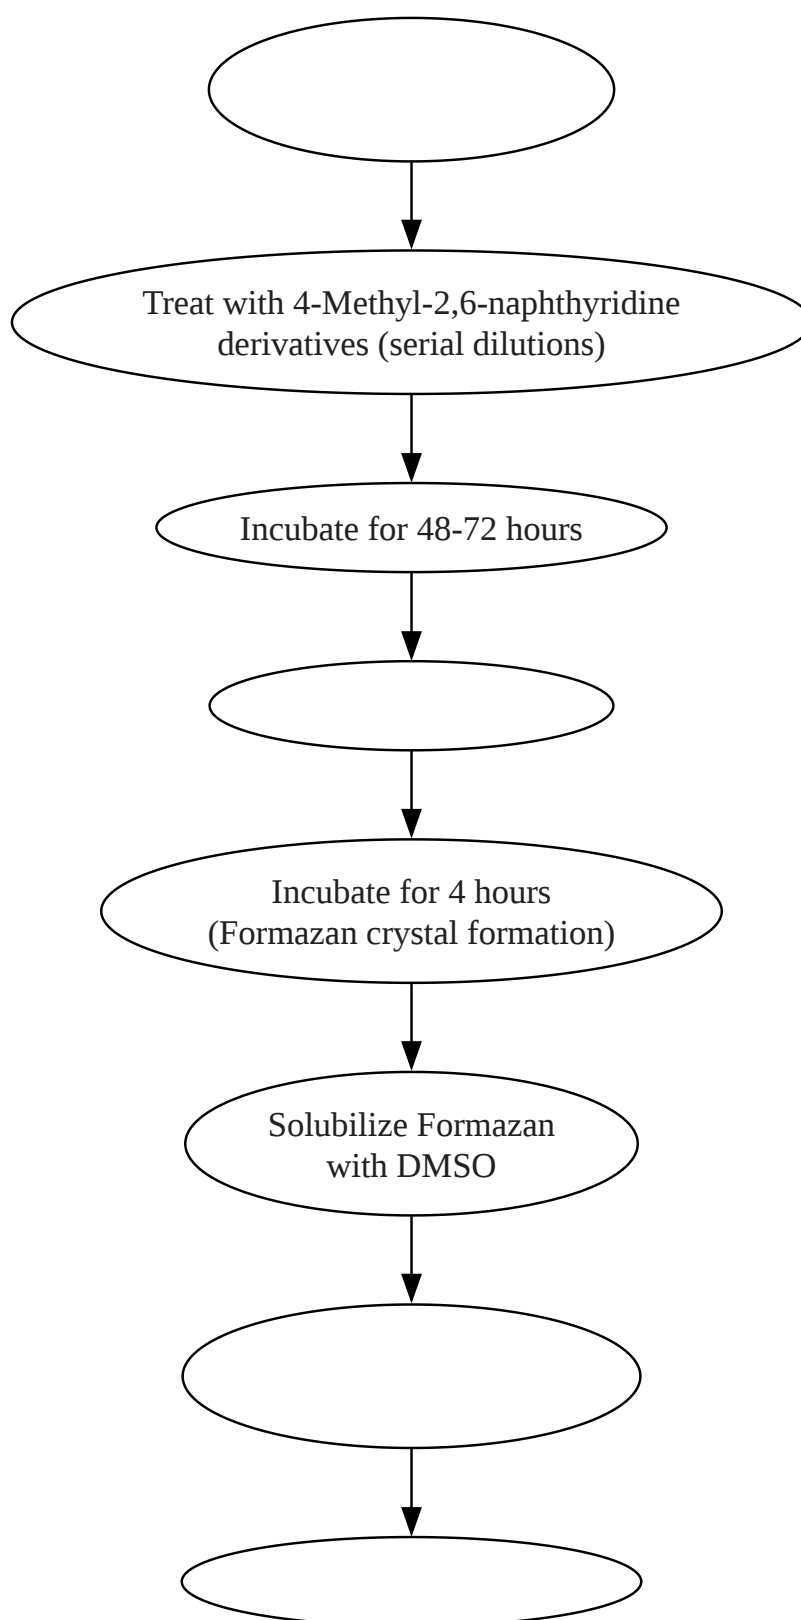 Treat with 4-Methyl-2,6-naphthyridine
derivatives (serial dilutions)
Incubate for 48-72 hours
Incubate for 4 hours
(Formazan crystal formation)
Solubilize Formazan
with DMSO